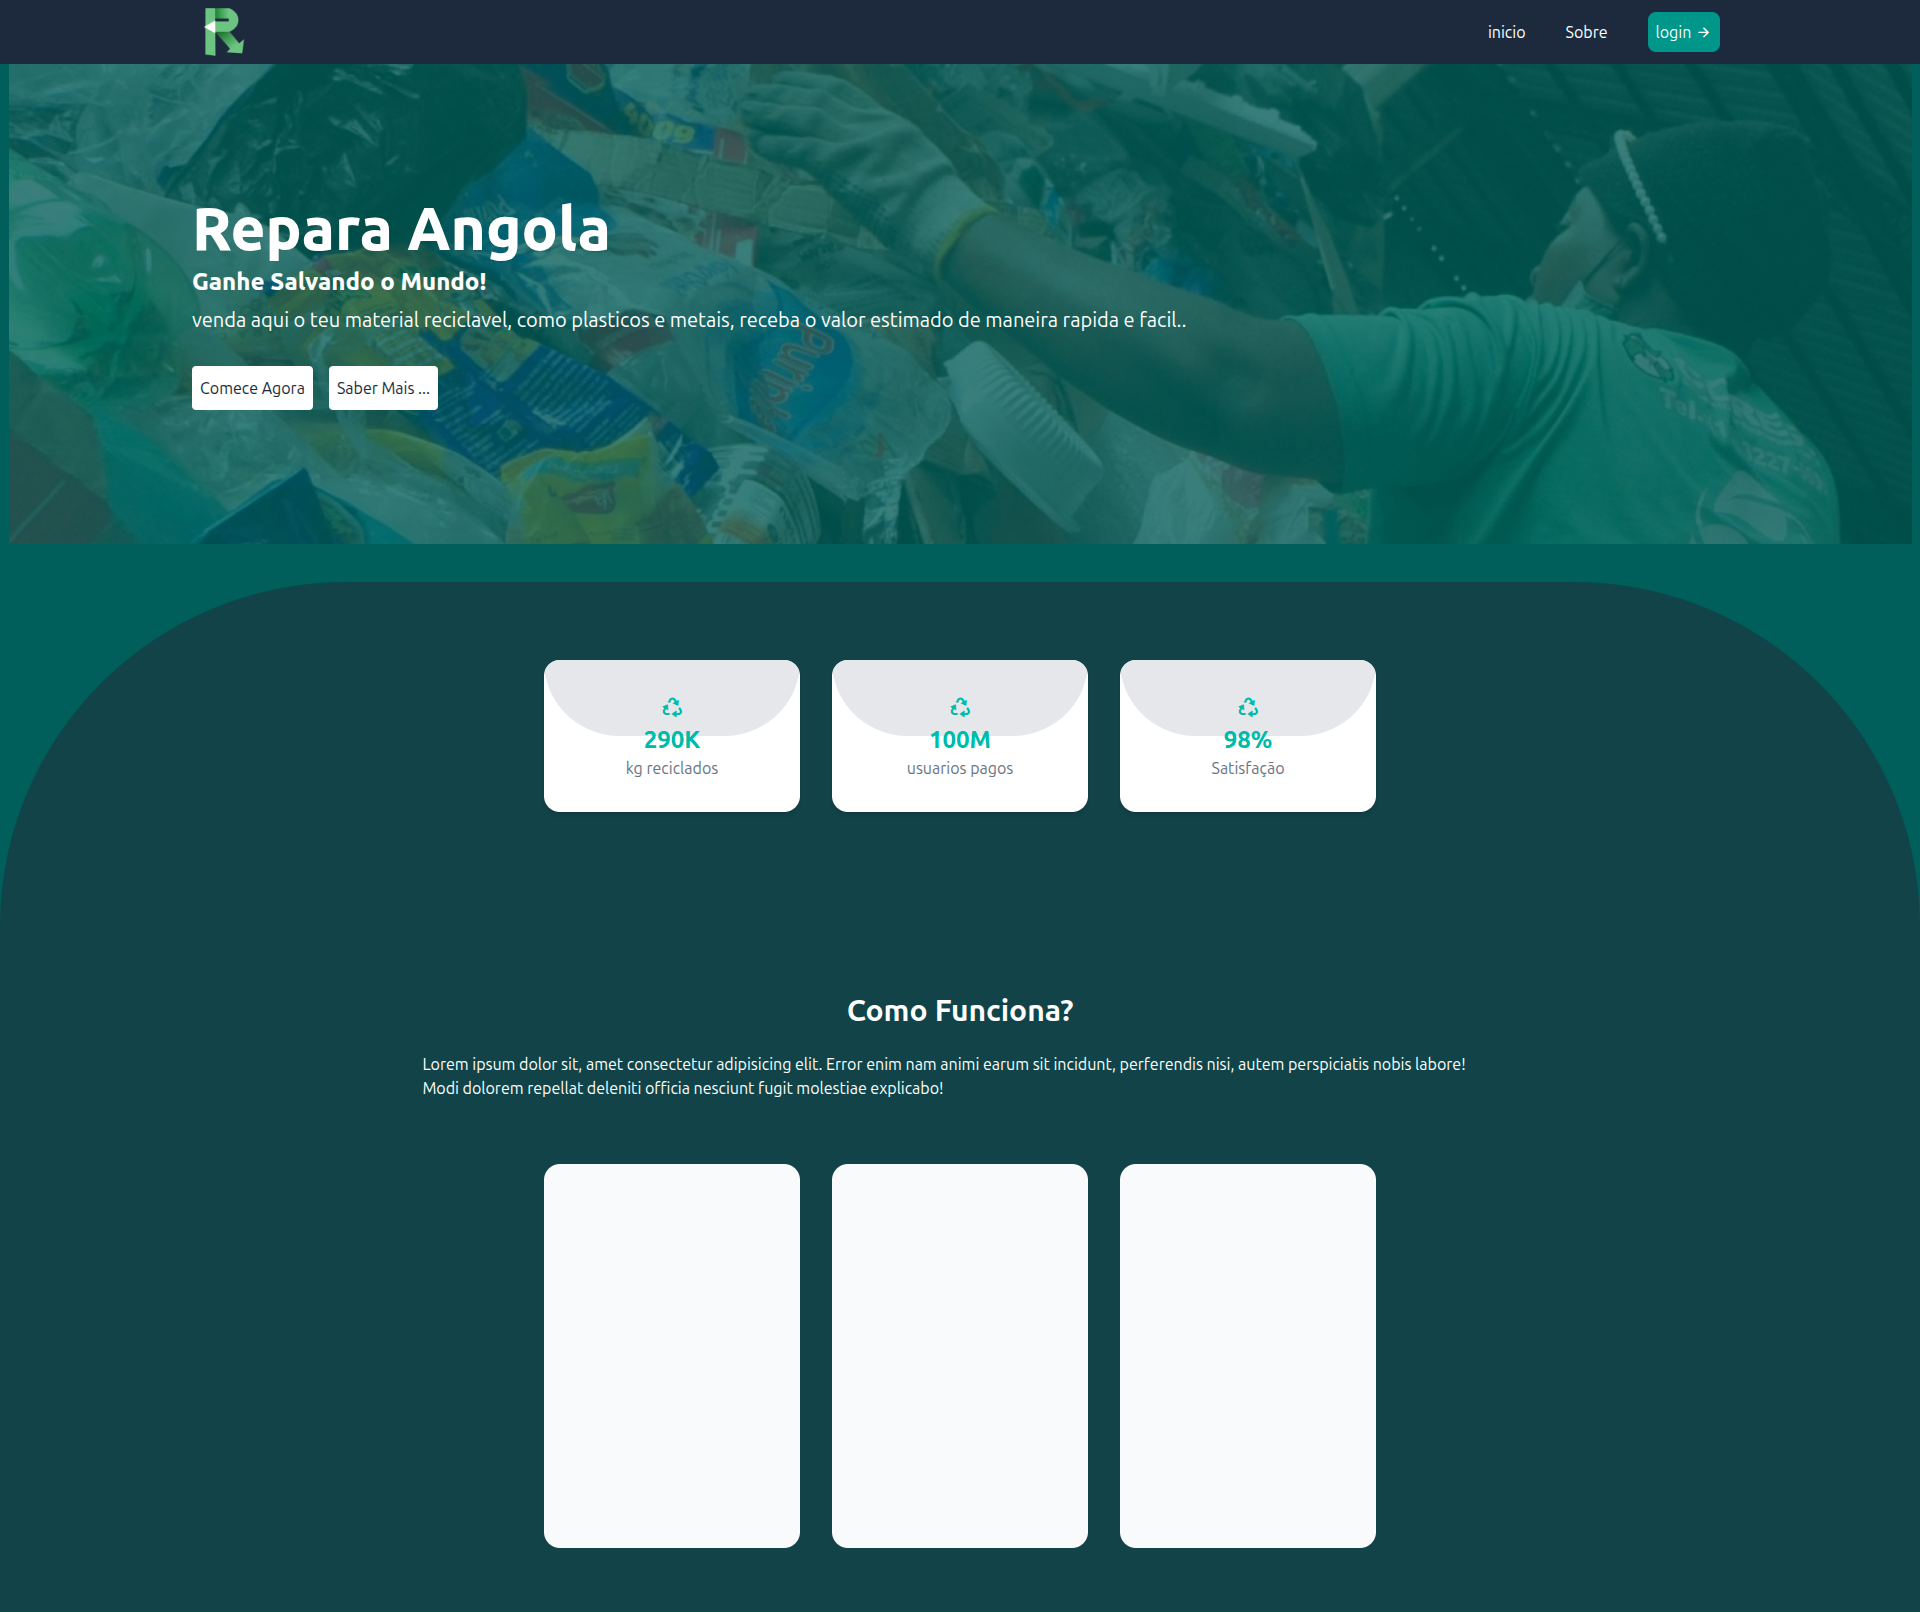 R
inicio
Sobre
login →
400g
Repara Angola
Ganhe Salvando o Mundo!
venda aqui o teu material reciclavel, como plasticos e metais, receba o valor estimado de maneira rapida e facil..
Comece Agora
Saber Mais ...
290K
kg reciclados
100M
usuarios pagos
98%
Satisfação
Como Funciona?
Lorem ipsum dolor sit, amet consectetur adipisicing elit. Error enim nam animi earum sit incidunt, perferendis nisi, autem perspiciatis nobis labore!
Modi dolorem repellat deleniti officia nesciunt fugit molestiae explicabo!